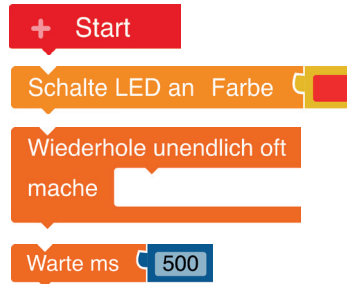 + Start
Schalte LED an Farbe
Wiederhole unendlich oft
mache
Warte ms 500